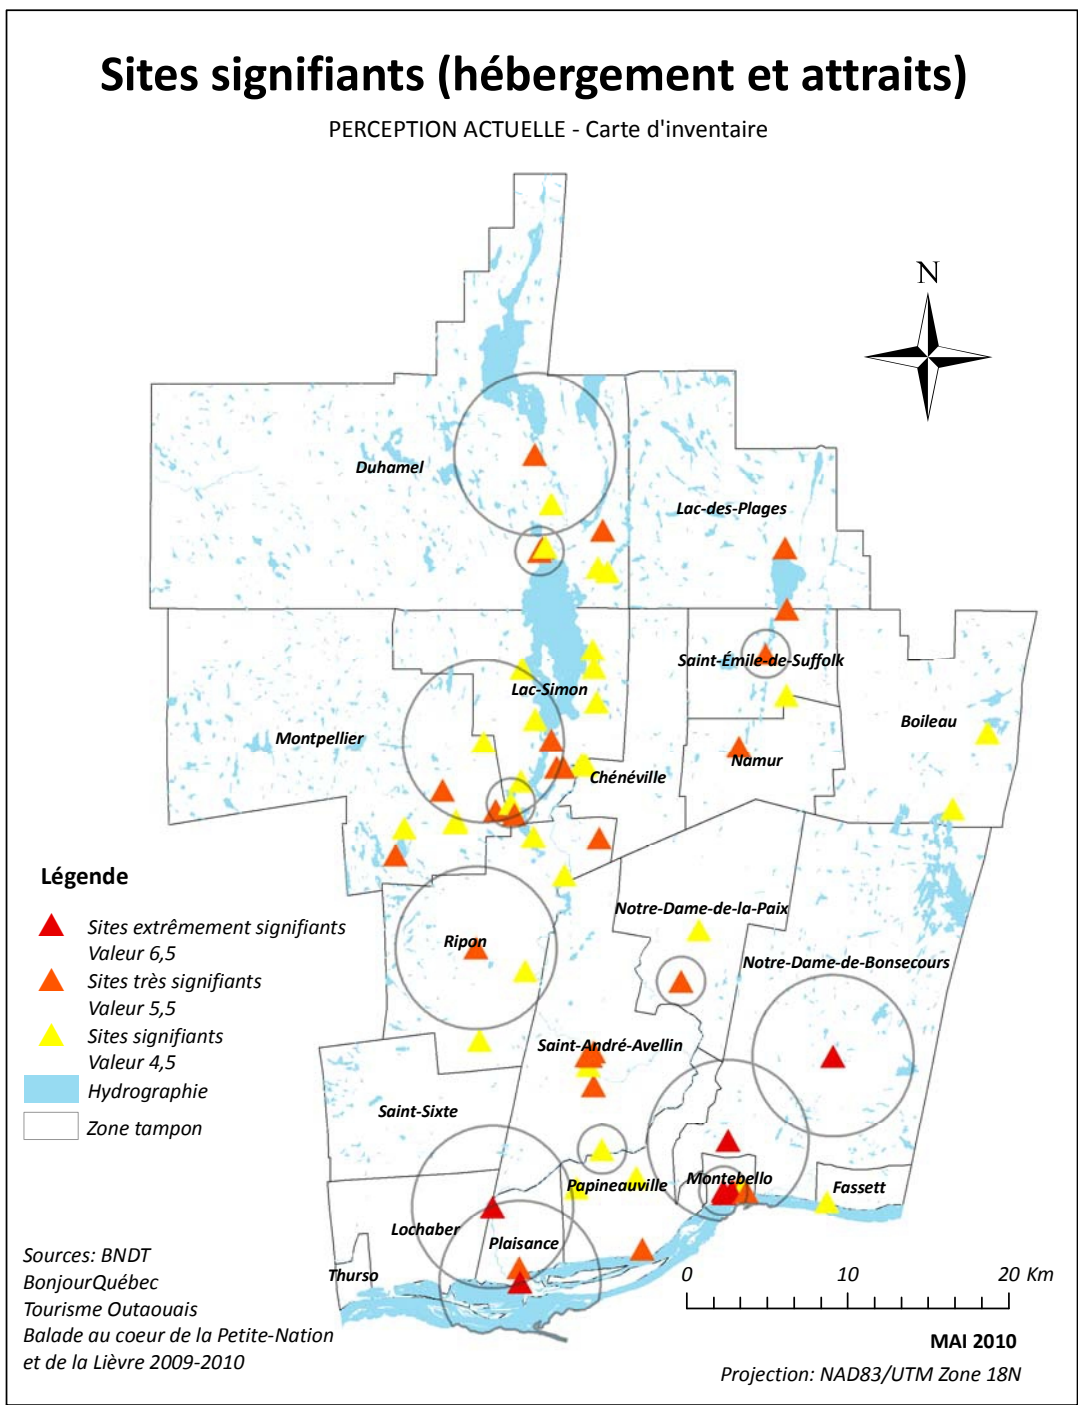 Sites signifiants (hébergement et attraits)
PERCEPTION ACTUELLE - Carte d'inventaire
N
Duhamel
Lac-des-Plages
Saint-Émile-de-Suffolk
Lac-Simon
Boileau
Montpellier
Namur
Chénéville
Légende
Sites extrêmement signifiants
Valeur 6,5
Sites très signifiants
Valeur 5,5
Sites signifiants
Valeur 4,5
Hydrographie
Zone tampon
Notre-Dame-de-la-Paix
Ripon
Notre-Dame-de-Bonsecours
Saint-André-Avellin
Saint-Sixte
Montebello
Papineauville
Fassett
Lochaber
Plaisance
Thurso
Sources: BNDT
BonjourQuébec
Tourisme Outaouais
Balade au coeur de la Petite-Nation
et de la Lièvre 2009-2010
0 10 20 Km
MAI 2010
Projection: NAD83/UTM Zone 18N